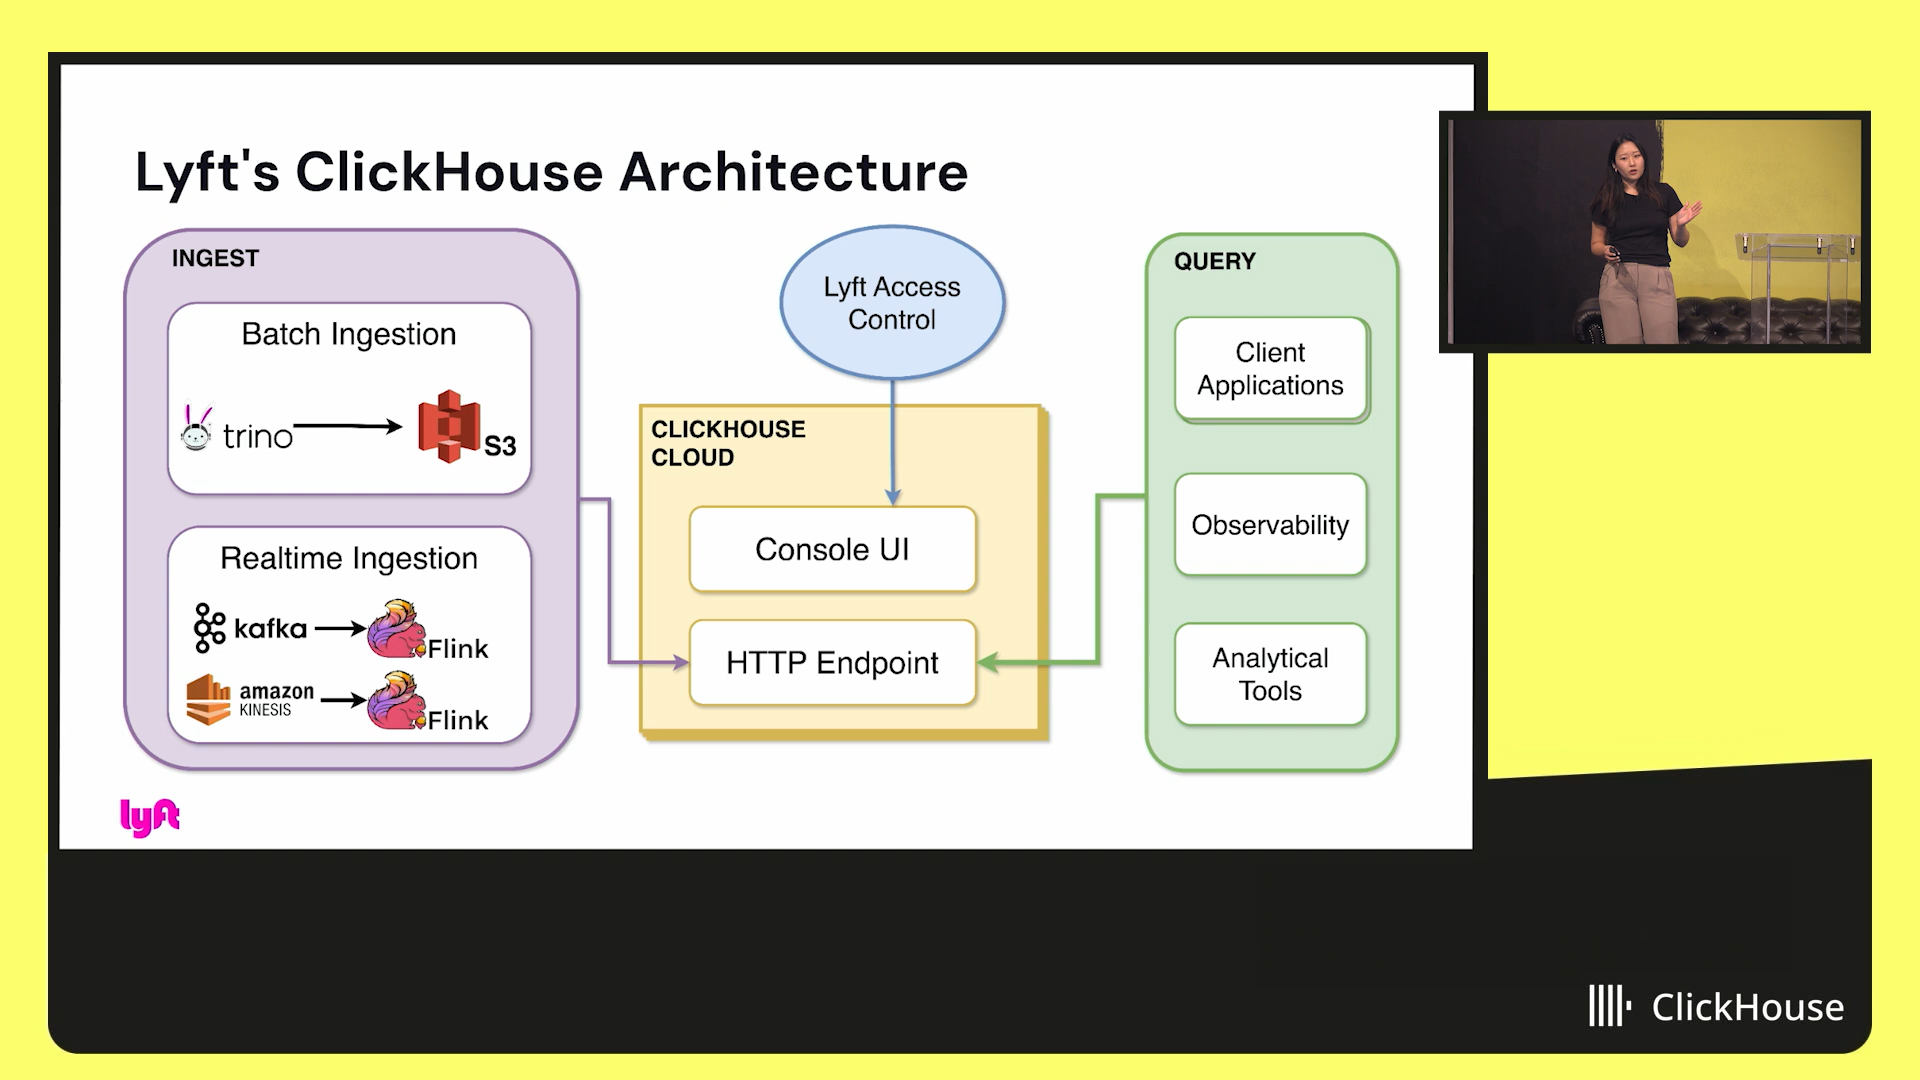 Lyft's ClickHouse Architecture
INGEST
Batch Ingestion
trino
S3
Realtime Ingestion
kafka
Flink
amazon
KINESIS
Flink
Lyft Access
Control
CLICKHOUSE
CLOUD
Console UI
HTTP Endpoint
QUERY
Client
Applications
Observability
Analytical
Tools
lyft
ClickHouse